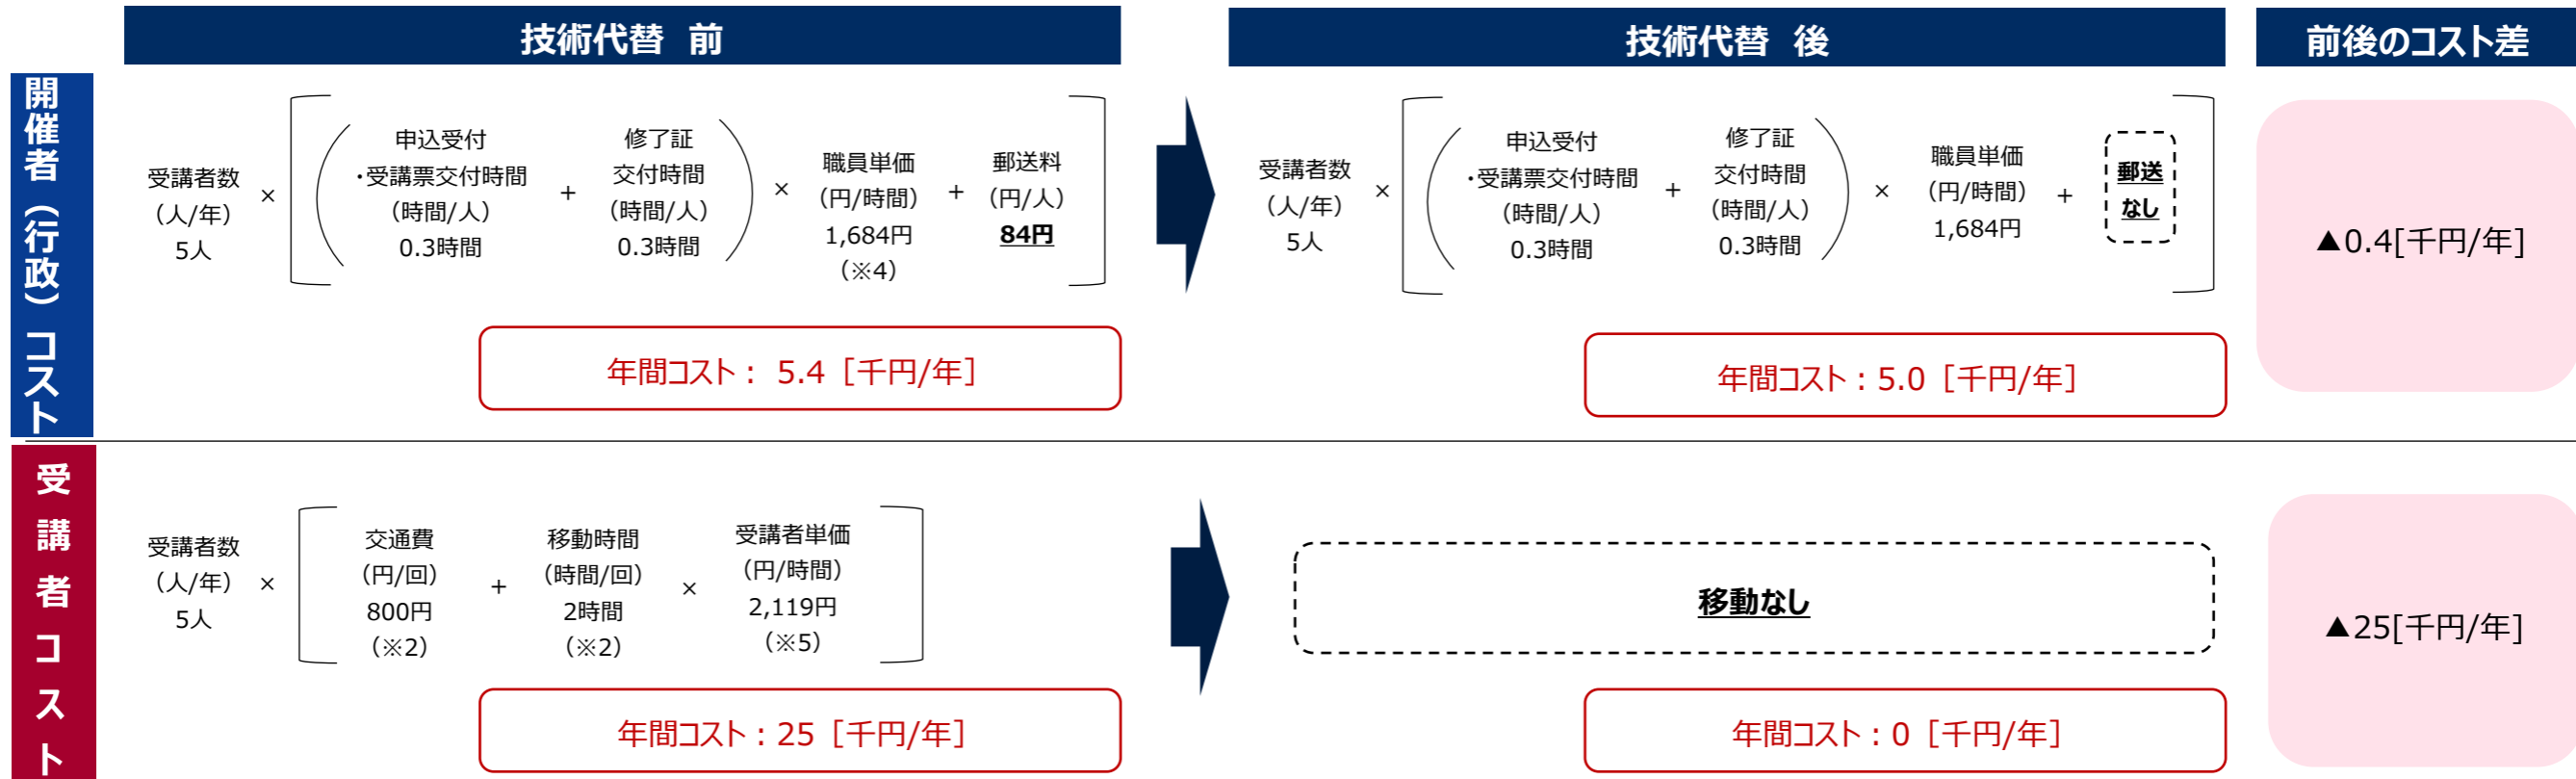 技術代替 前
技術代替 後
前後のコスト差
開催者（行政）コスト
受講者数
（人/年）
5人
×
申込受付
・受講票交付時間
（時間/人）
0.3時間
+
修了証
交付時間
（時間/人）
0.3時間
×
職員単価
（円/時間）
1,684円
（※4）
+
郵送料
（円/人）
84円
年間コスト： 5.4［千円/年］
受講者数
（人/年）
5人
×
申込受付
・受講票交付時間
（時間/人）
0.3時間
+
修了証
交付時間
（時間/人）
0.3時間
×
職員単価
（円/時間）
1,684円
+
郵送
なし
年間コスト：5.0［千円/年］
▲0.4[千円/年]
受講者コスト
受講者数
（人/年）
5人
×
交通費
（円/回）
800円
（※2）
+
移動時間
（時間/回）
2時間
（※2）
×
受講者単価
（円/時間）
2,119円
（※5）
年間コスト：25［千円/年］
移動なし
年間コスト：0［千円/年］
▲25[千円/年]